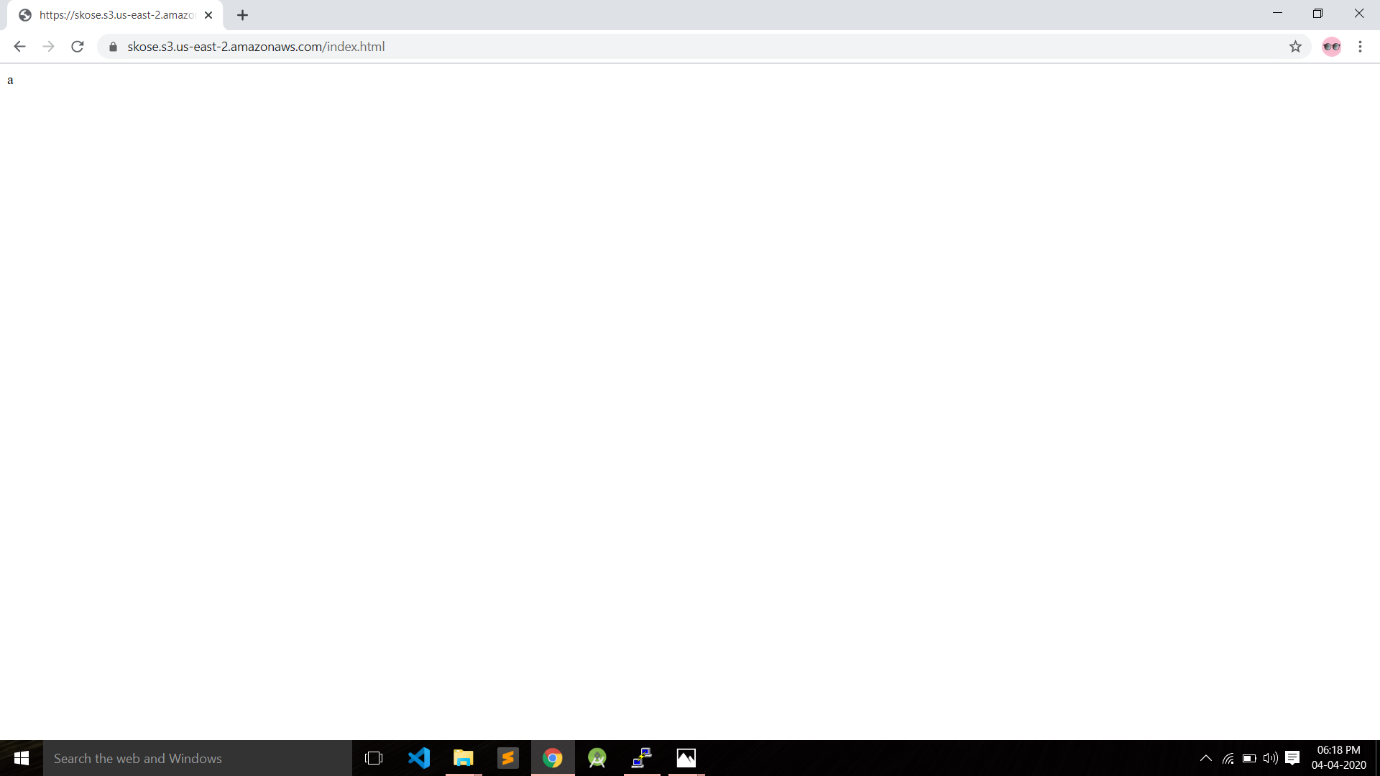 https://skose.s3.us-east-2.amazo
skose.s3.us-east-2.amazonaws.com/index.html
a
Search the web and Windows
06:18 PM
04-04-2020